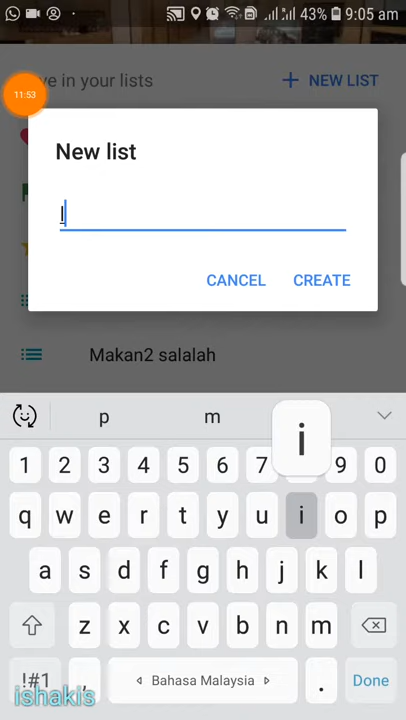 43% 9:05 am
ve in your lists
+ NEW LIST
11:53
New list
I
CANCEL
CREATE
Makan2 salalah
p
m
i
1 2 3 4 5 6 7 9 0
q w e r t y u i o p
a s d f g h j k l
z x c v b n m
!#1 , Bahasa Malaysia . Done
ishakis